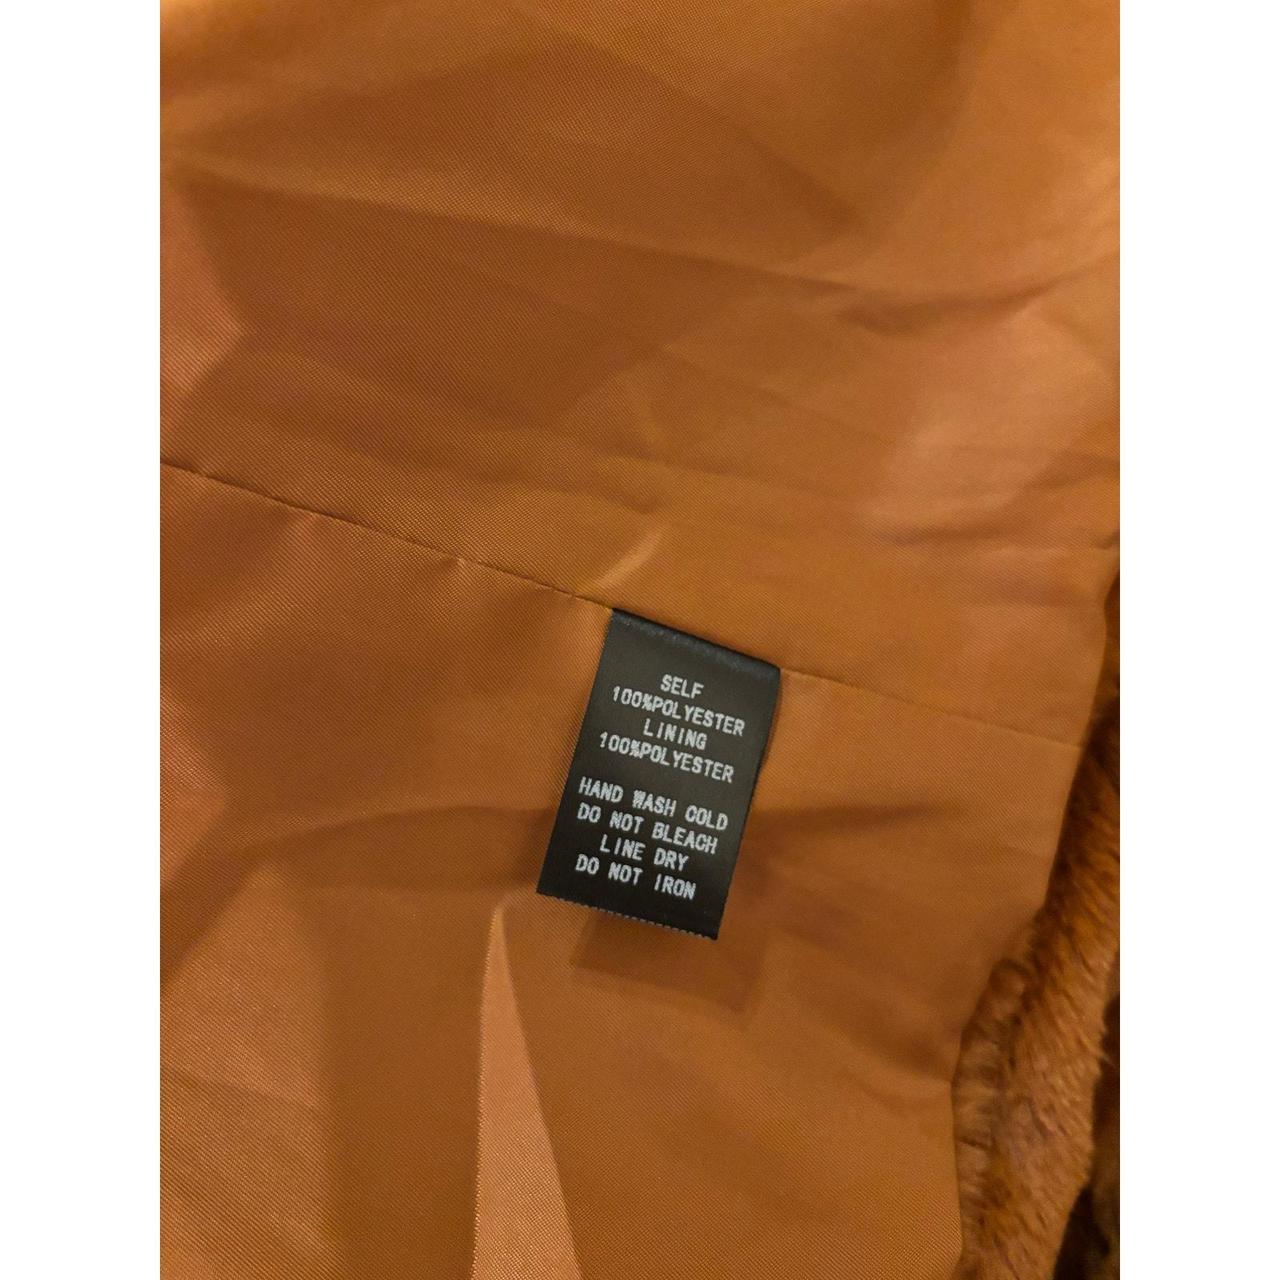 SELF
100%POLYESTER
LINING
100%POLYESTER
HAND WASH COLD
DO NOT BLEACH
LINE DRY
DO NOT IRON